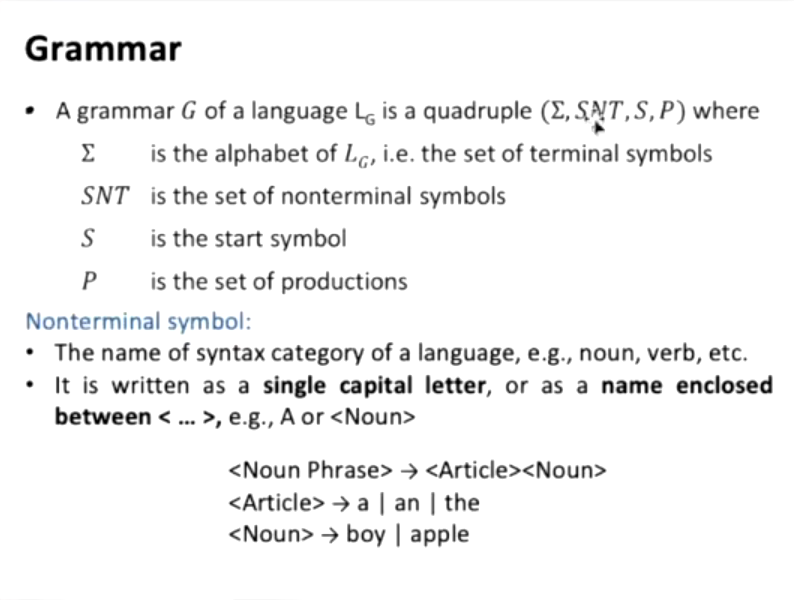 Grammar
• A grammar G of a language L_G is a quadruple (Σ, SNT, S, P) where
Σ is the alphabet of L_G, i.e. the set of terminal symbols
SNT is the set of nonterminal symbols
S is the start symbol
P is the set of productions
Nonterminal symbol:
• The name of syntax category of a language, e.g., noun, verb, etc.
• It is written as a single capital letter, or as a name enclosed
between < ... >, e.g., A or <Noun>
<Noun Phrase> → <Article><Noun>
<Article> → a | an | the
<Noun> → boy | apple